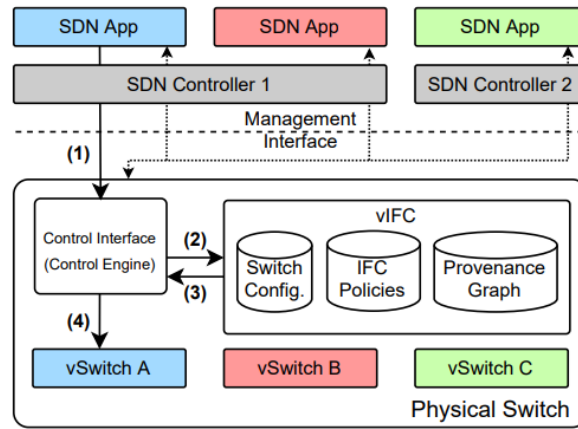 SDN App
SDN App
SDN App
SDN Controller 1
SDN Controller 2
Management
Interface
(1)
vIFC
Control Interface
(Control Engine)
(2)
(3)
Switch
Config.
IFC
Policies
Provenance
Graph
(4)
vSwitch A
vSwitch B
vSwitch C
Physical Switch